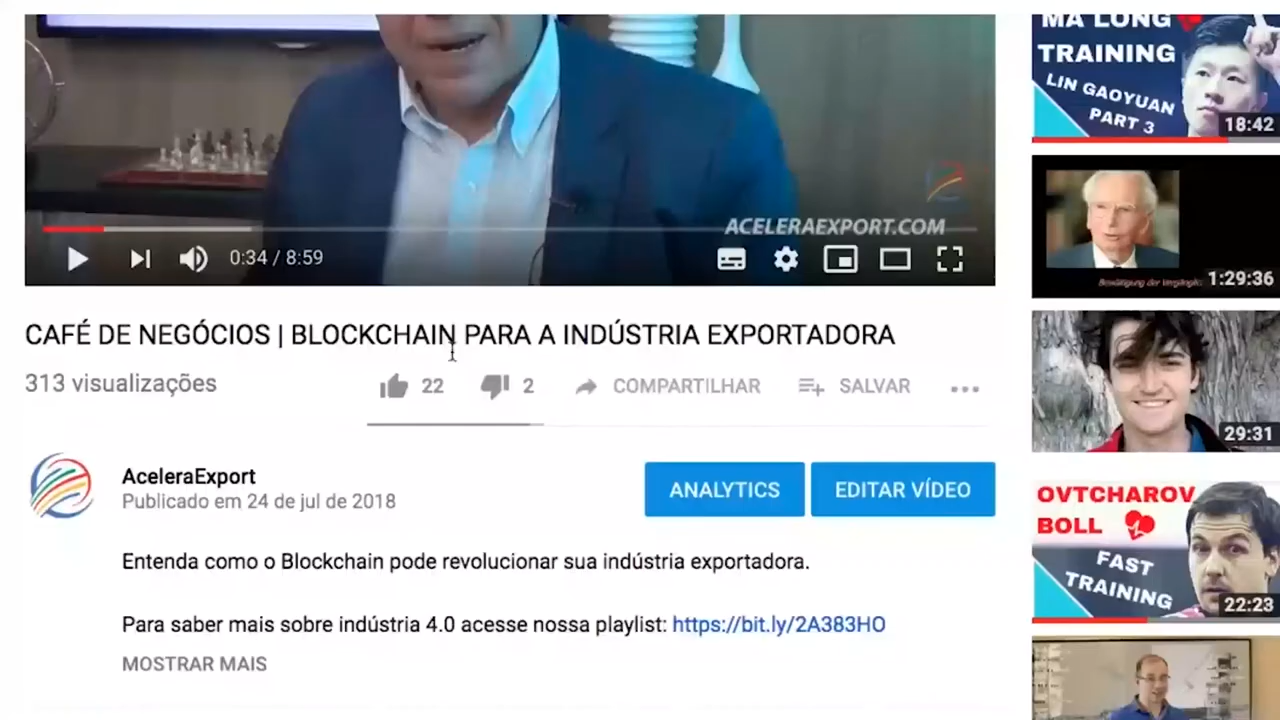 ACELERAEXPORT.COM
0:34 / 8:59
CAFÉ DE NEGÓCIOS | BLOCKCHAIN PARA A INDÚSTRIA EXPORTADORA
313 visualizações
22
2
COMPARTILHAR
SALVAR
AceleraExport
Publicado em 24 de jul de 2018
ANALYTICS
EDITAR VÍDEO
Entenda como o Blockchain pode revolucionar sua indústria exportadora.
Para saber mais sobre indústria 4.0 acesse nossa playlist: https://bit.ly/2A383HO
MOSTRAR MAIS
MA LONG
TRAINING
LIN GAOYUAN
PART 3
18:42
1:29:36
29:31
OVTCHAROV
BOLL
FAST
TRAINING
22:23